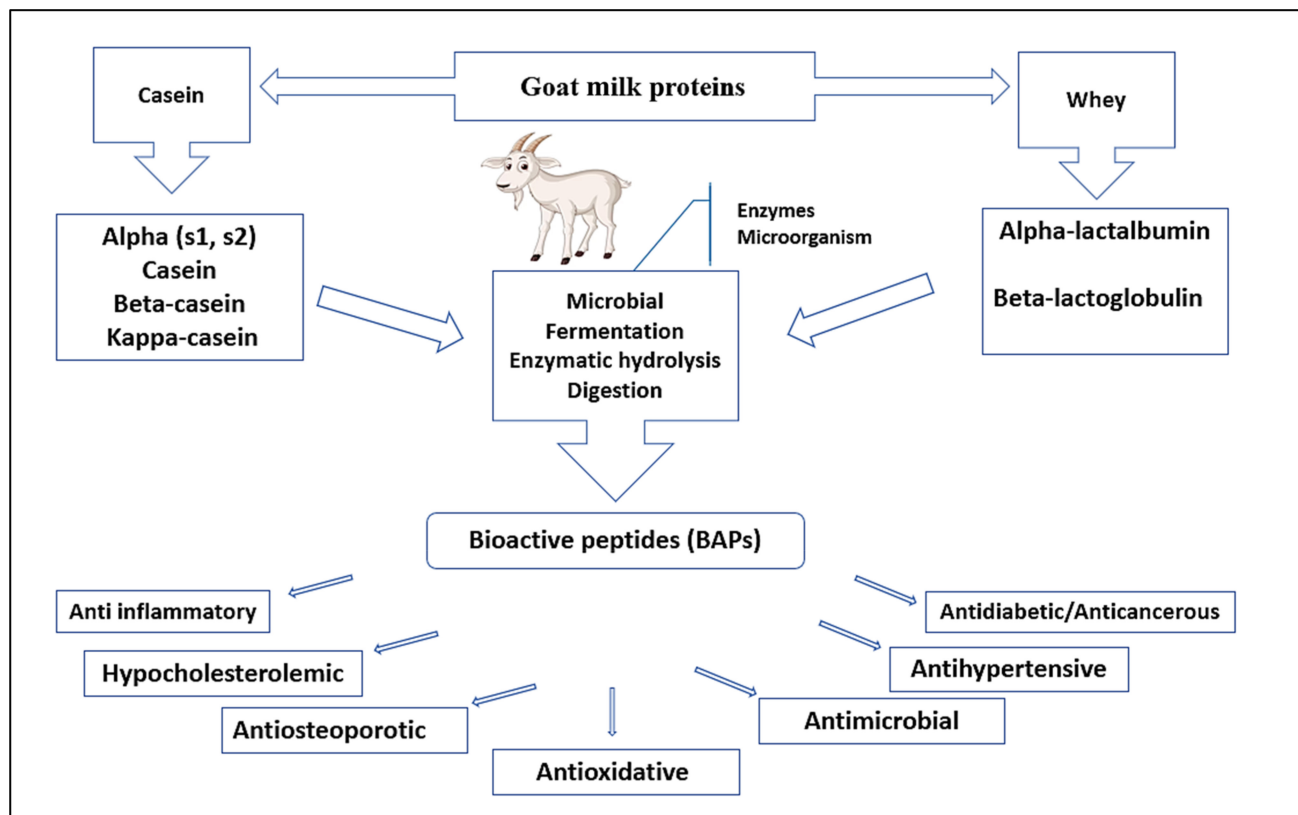 Goat milk proteins
Casein
Whey
Alpha (s1, s2)
Casein
Beta-casein
Kappa-casein
Enzymes
Microorganism
Alpha-lactalbumin
Beta-lactoglobulin
Microbial
Fermentation
Enzymatic hydrolysis
Digestion
Bioactive peptides (BAPs)
Anti inflammatory
Hypocholesterolemic
Antiosteoporotic
Antioxidative
Antimicrobial
Antihypertensive
Antidiabetic/Anticancerous